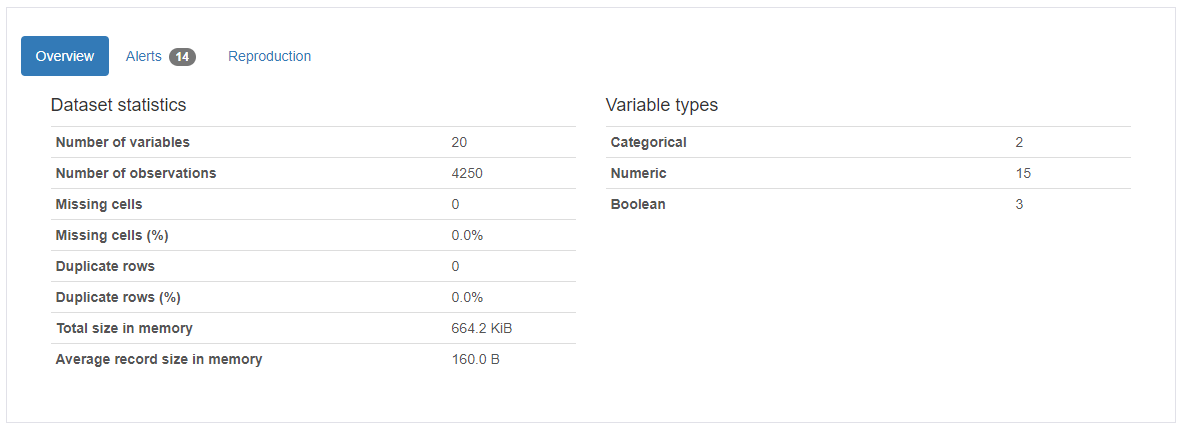 Overview Alerts 14 Reproduction
Dataset statistics
Number of variables 20
Number of observations 4250
Missing cells 0
Missing cells (%) 0.0%
Duplicate rows 0
Duplicate rows (%) 0.0%
Total size in memory 664.2 KiB
Average record size in memory 160.0 B
Variable types
Categorical 2
Numeric 15
Boolean 3